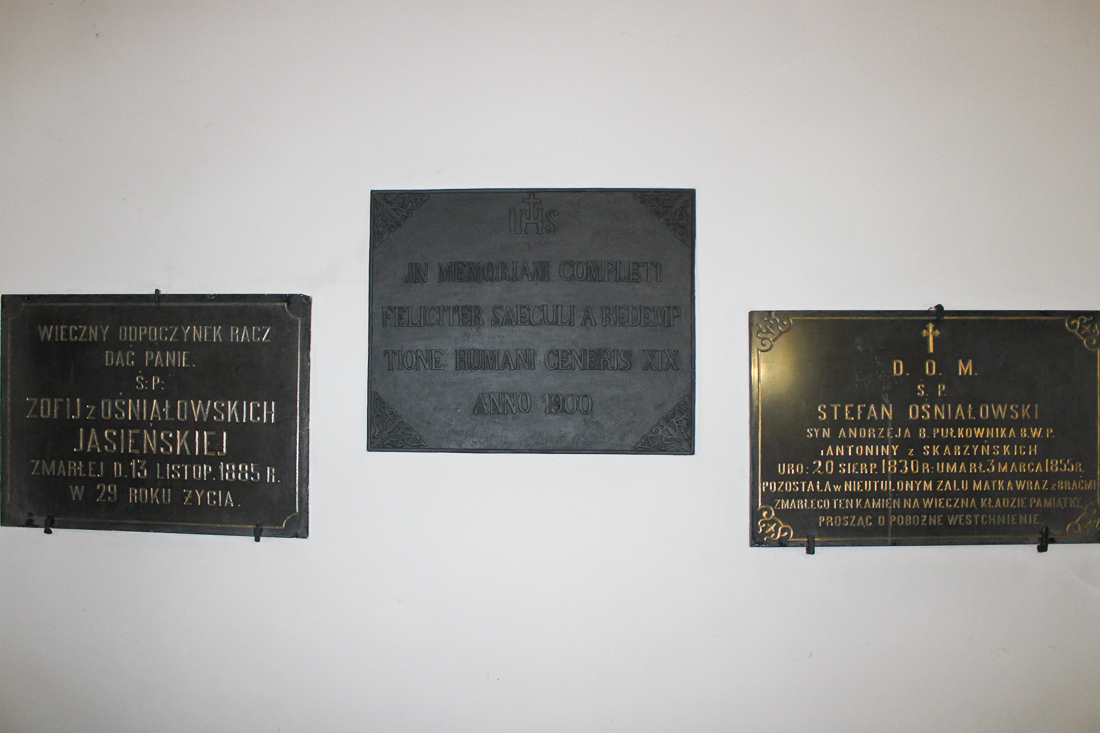 WIECZNY ODPOCZYNEK RACZ
DAĆ PANIE.
Ś:P:
ZOFIJ z OŚNIAŁOWSKICH
JASIEŃSKIEJ
ZMARŁEJ D. 13 LISTOP. 1885 R.
W 29 ROKU ŻYCIA.
IHS
JN MEMORIAM COMPLETI
FELICITER SAECULI A REDEMP
TIONE HUMANI GENERIS XIX
ANNO 1900
D. O. M.
Ś. P.
STEFAN OŚNIAŁOWSKI
SYN ANDRZEJA B. PUŁKOWNIKA B.W.P.
i ANTONINY z SKARZYŃSKICH
URO: 20 SIERP. 1830 R: UMARŁ 3 MARCA 1855 R.
POZOSTAŁA w NIEUTULONYM ZALU MATKA WRAZ z BRAĆMI
ZMARŁEGO TEN KAMIEŃ NA WIECZNĄ KŁADZIE PAMIĄTKĘ
PROSZĄC O POBOŻNE WESTCHNIENIE.